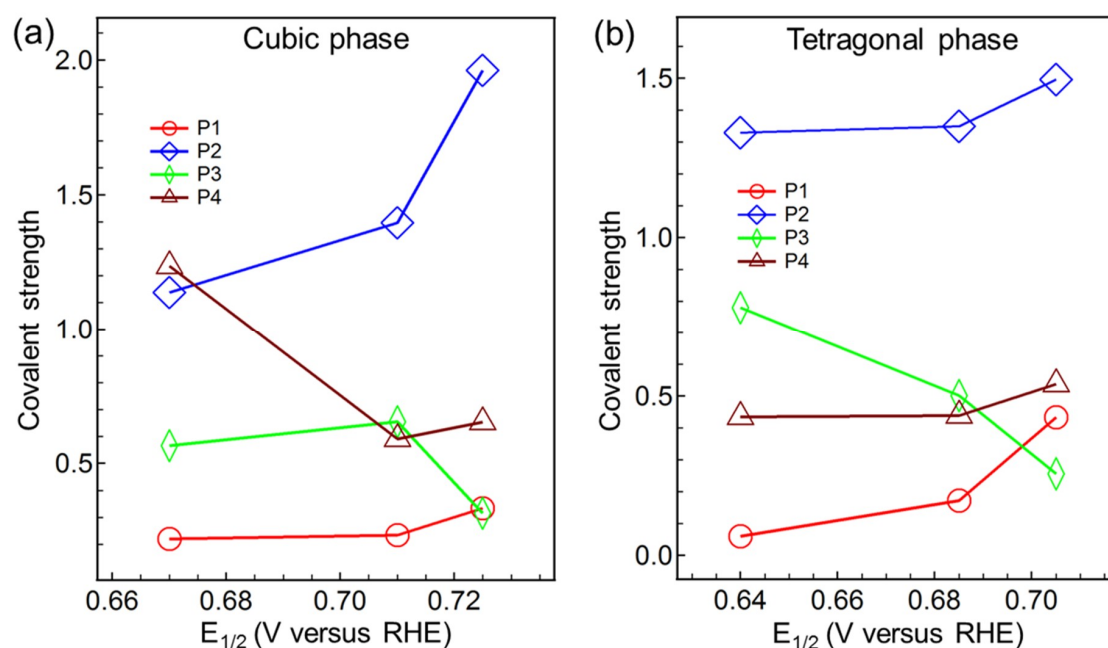 (a)
Cubic phase
2.0
1.5
1.0
0.5
P1
P2
P3
P4
Covalent strength
0.66
0.68
0.70
0.72
E1/2 (V versus RHE)
(b)
Tetragonal phase
1.5
1.0
0.5
0.0
P1
P2
P3
P4
Covalent strength
0.64
0.66
0.68
0.70
E1/2 (V versus RHE)